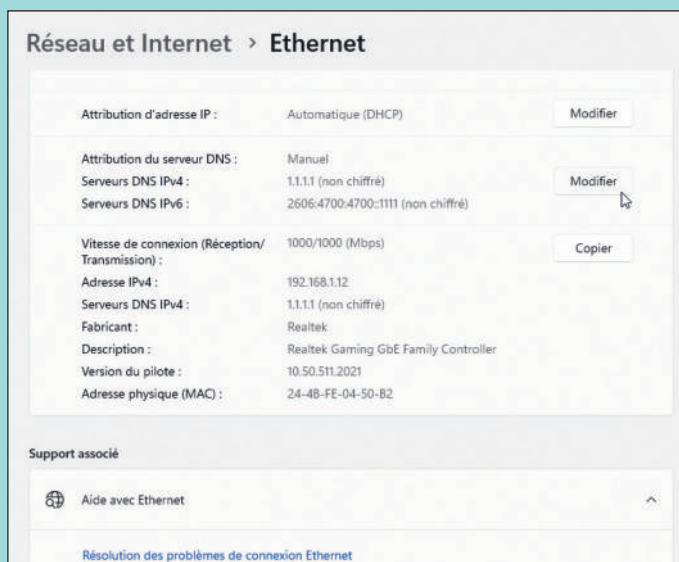 Réseau et Internet > Ethernet
Attribution d'adresse IP : Automatique (DHCP) Modifier
Attribution du serveur DNS : Manuel
Serveurs DNS IPv4 : 1.1.1.1 (non chiffré) Modifier
Serveurs DNS IPv6 : 2606:4700:4700::1111 (non chiffré)
Vitesse de connexion (Réception/ 1000/1000 (Mbps) Copier
Transmission) :
Adresse IPv4 : 192.168.1.12
Serveurs DNS IPv4 : 1.1.1.1 (non chiffré)
Fabricant : Realtek
Description : Realtek Gaming GbE Family Controller
Version du pilote : 10.50.511.2021
Adresse physique (MAC) : 24-4B-FE-04-50-B2
Support associé
Aide avec Ethernet
Résolution des problèmes de connexion Ethernet